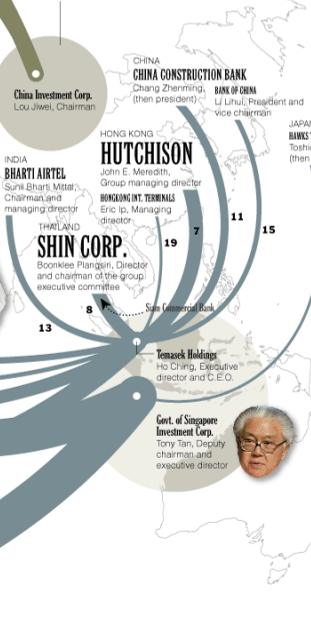 CHINA
CHINA CONSTRUCTION BANK
Chang Zhenming,
(then president)
BANK OF CHINA
Li Lihui, President and
vice chairman
China Investment Corp.
Lou Jiwei, Chairman
JAPAN
HAWKS
Toshi
(then
HONG KONG
HUTCHISON
John E. Meredith,
Group managing director
HONGKONG INT. TERMINALS
Eric Ip, Managing
director
INDIA
BHARTI AIRTEL
Sunil Bharti Mittal,
Chairman and
managing director
THAILAND
SHIN CORP.
Boonklee Plangsiri, Director
and chairman of the group
executive committee
7
11
15
19
8
Siam Commercial Bank
13
Temasek Holdings
Ho Ching, Executive
director and C.E.O.
Govt. of Singapore
Investment Corp.
Tony Tan, Deputy
chairman and
executive director